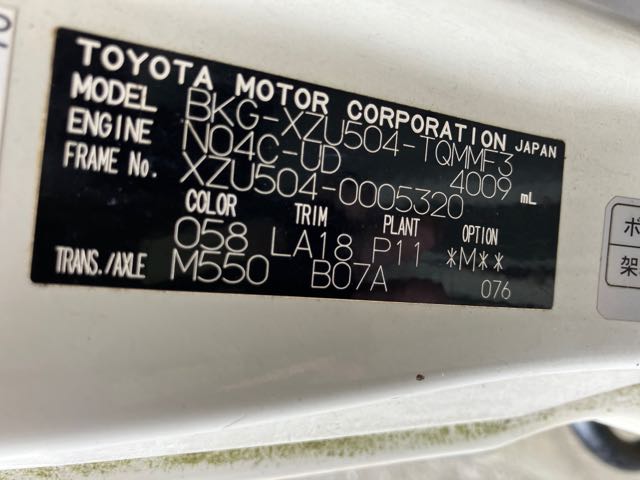 TOYOTA MOTOR CORPORATION JAPAN
MODEL BKG-XZU504-TQMMF3
ENGINE N04C-UD 4009 mL
FRAME No. XZU504-0005320
COLOR TRIM PLANT OPTION
058 LA18 P11 *M**
TRANS./AXLE M550 B07A 076
架